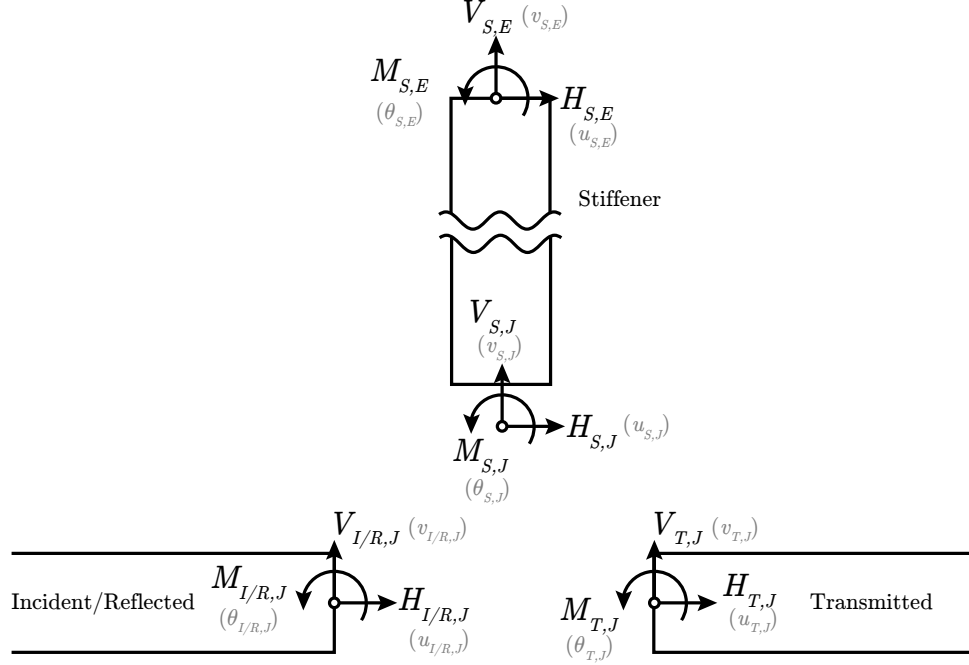 V_{S,E} (v_{S,E})
M_{S,E}
(θ_{S,E})
H_{S,E}
(u_{S,E})
Stiffener
V_{S,J}
(v_{S,J})
H_{S,J} (u_{S,J})
M_{S,J}
(θ_{S,J})
V_{I/R,J} (v_{I/R,J})
Incident/Reflected
M_{I/R,J}
(θ_{I/R,J})
H_{I/R,J}
(u_{I/R,J})
V_{T,J} (v_{T,J})
M_{T,J}
(θ_{T,J})
H_{T,J}
(u_{T,J})
Transmitted